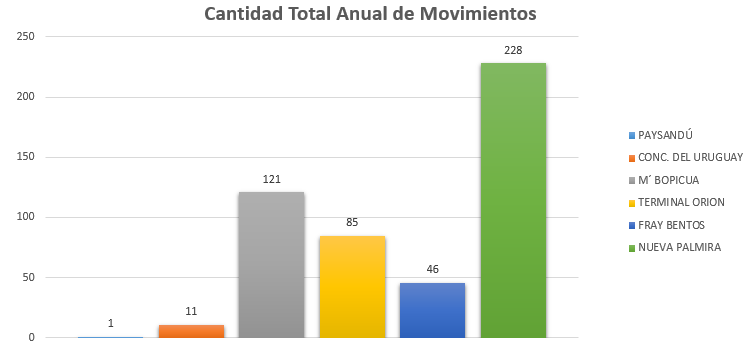 Cantidad Total Anual de Movimientos
250
200
150
100
50
0
1
11
121
85
46
228
PAYSANDÚ
CONC. DEL URUGUAY
M´ BOPICUA
TERMINAL ORION
FRAY BENTOS
NUEVA PALMIRA